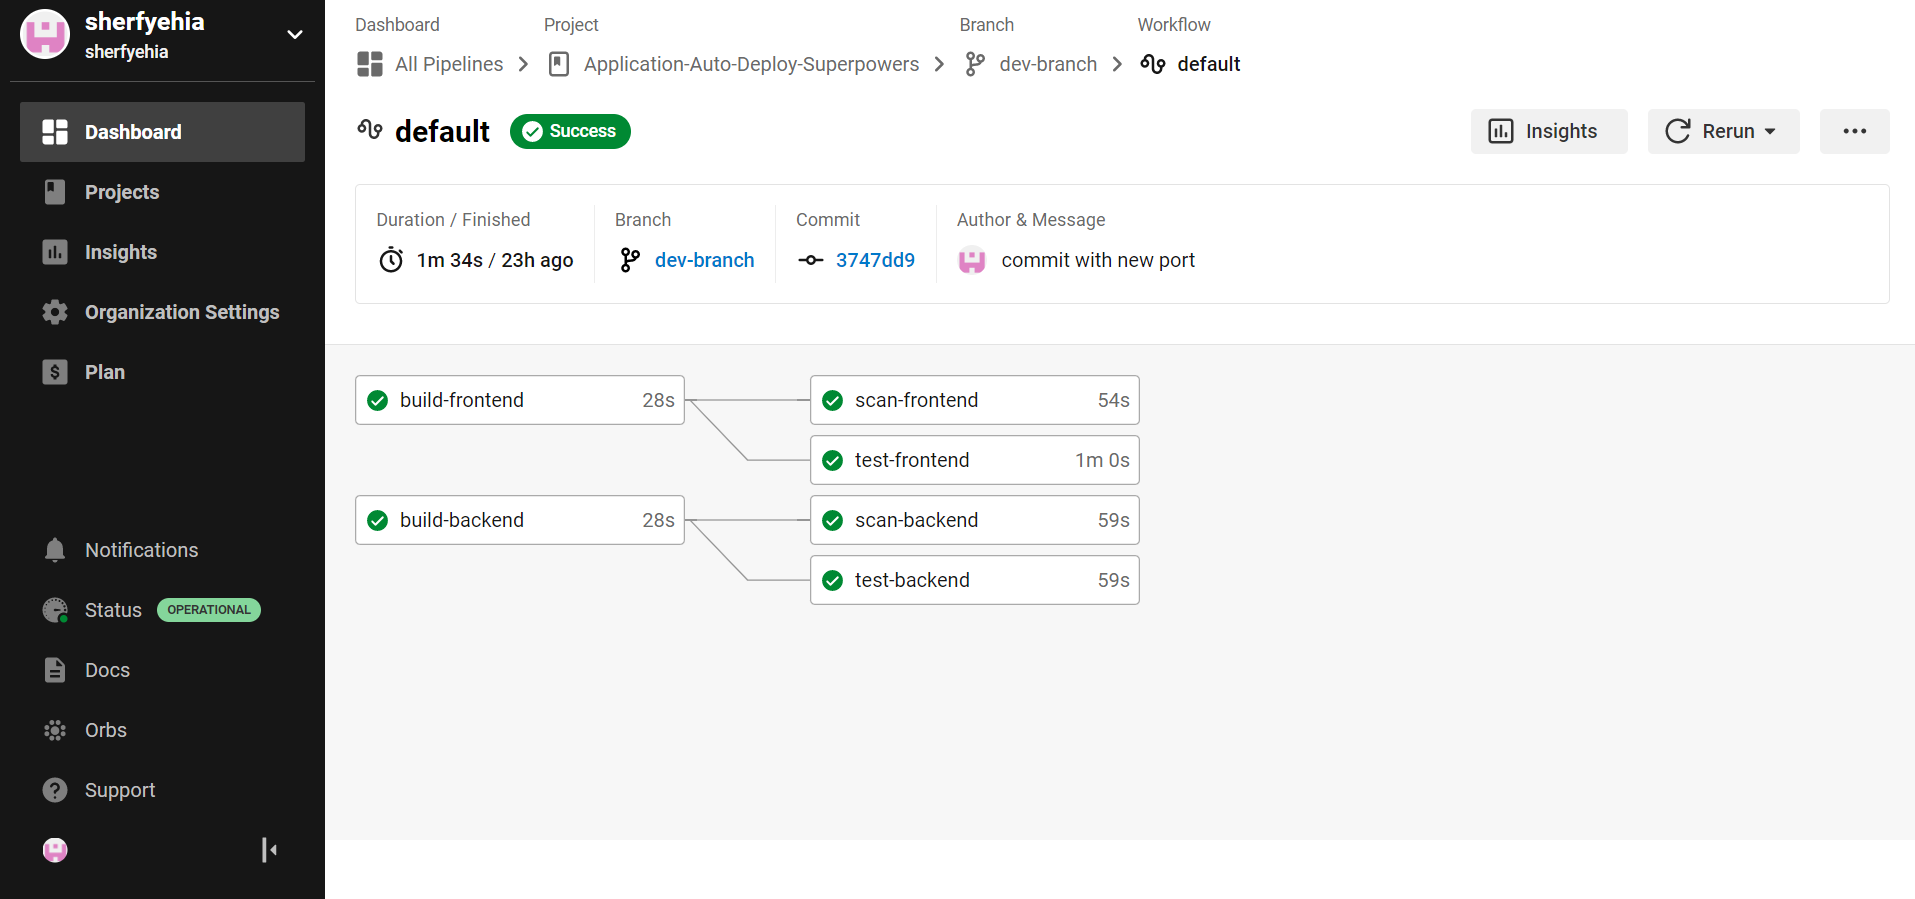 sherfyehia
sherfyehia
Dashboard
Projects
Insights
Organization Settings
Plan
Notifications
Status OPERATIONAL
Docs
Orbs
Support
Dashboard Project Branch Workflow
All Pipelines Application-Auto-Deploy-Superpowers dev-branch default
default Success Insights Rerun
Duration / Finished Branch Commit Author & Message
1m 34s / 23h ago dev-branch 3747dd9 commit with new port
build-frontend 28s scan-frontend 54s
test-frontend 1m 0s
build-backend 28s scan-backend 59s
test-backend 59s